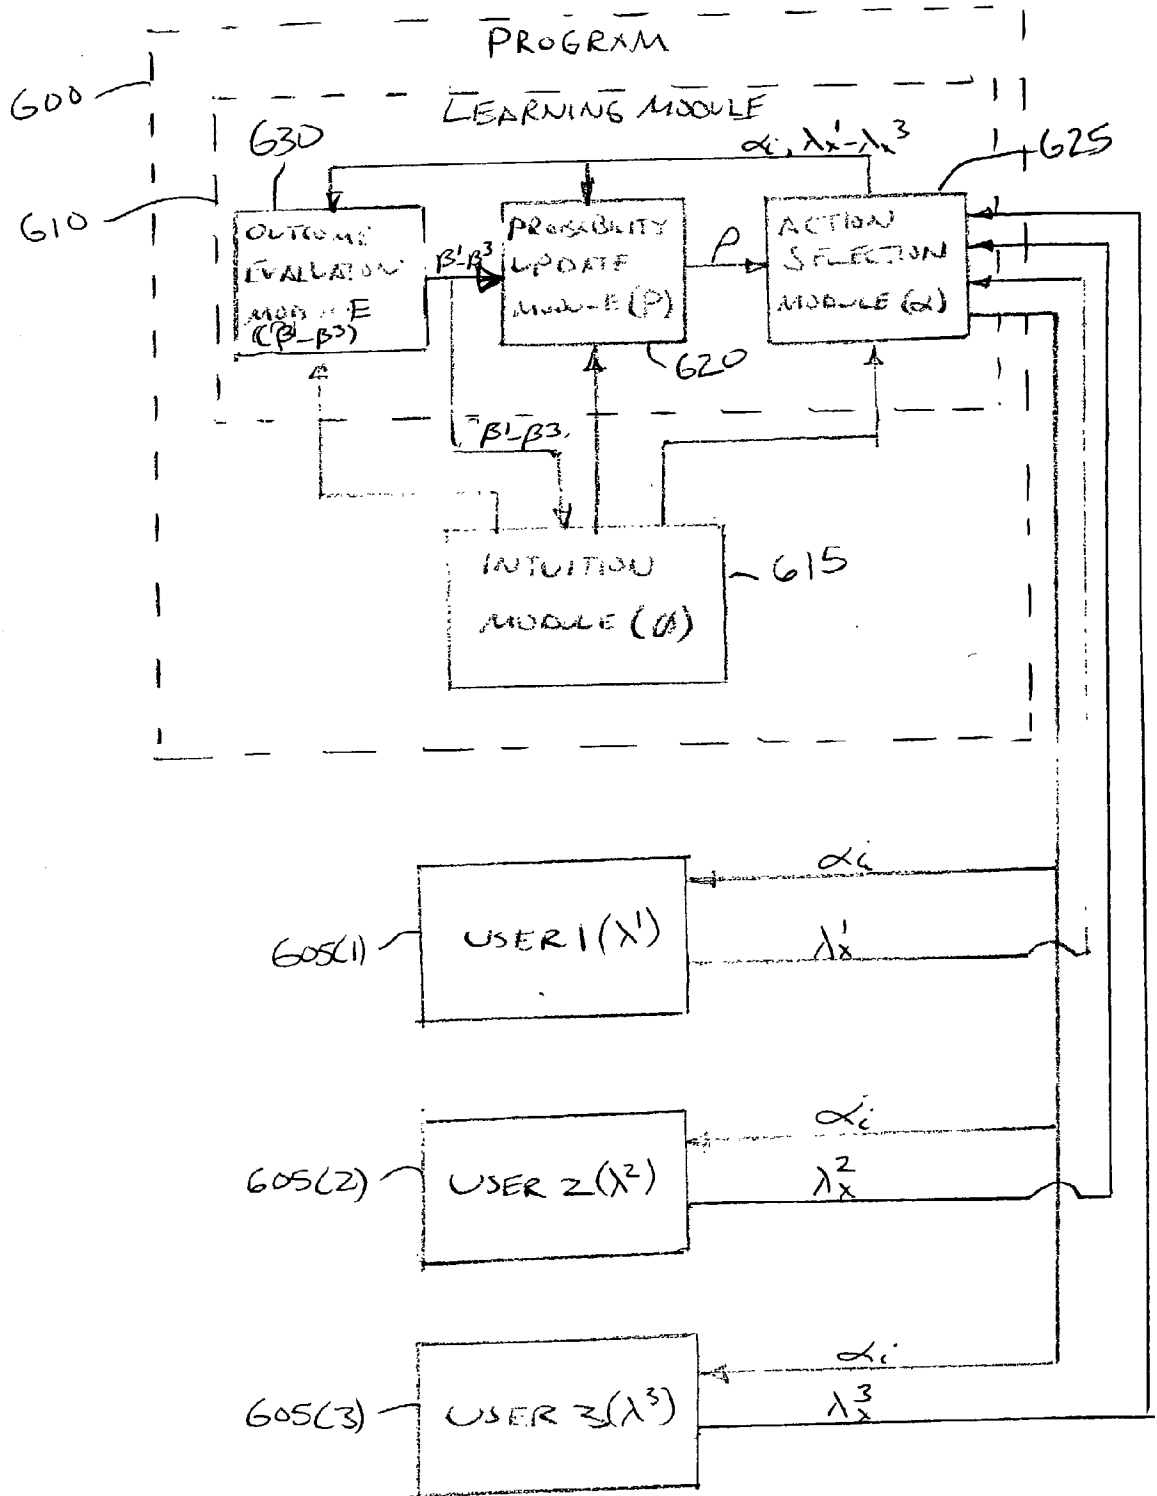 PROGRAM
600
LEARNING MODULE
630
αi, λx¹-λx³
625
610
OUTCOME
EVALUATION
MODULE
(β¹-β³)
β¹-β³
PROBABILITY
UPDATE
MODULE (P)
P
ACTION
SELECTION
MODULE (α)
620
β¹-β³
INTUITION
MODULE (Ø)
615
αi
605(1)
USER 1 (λ¹)
λx¹
αi
605(2)
USER 2 (λ²)
λx²
αi
605(3)
USER 3 (λ³)
λx³